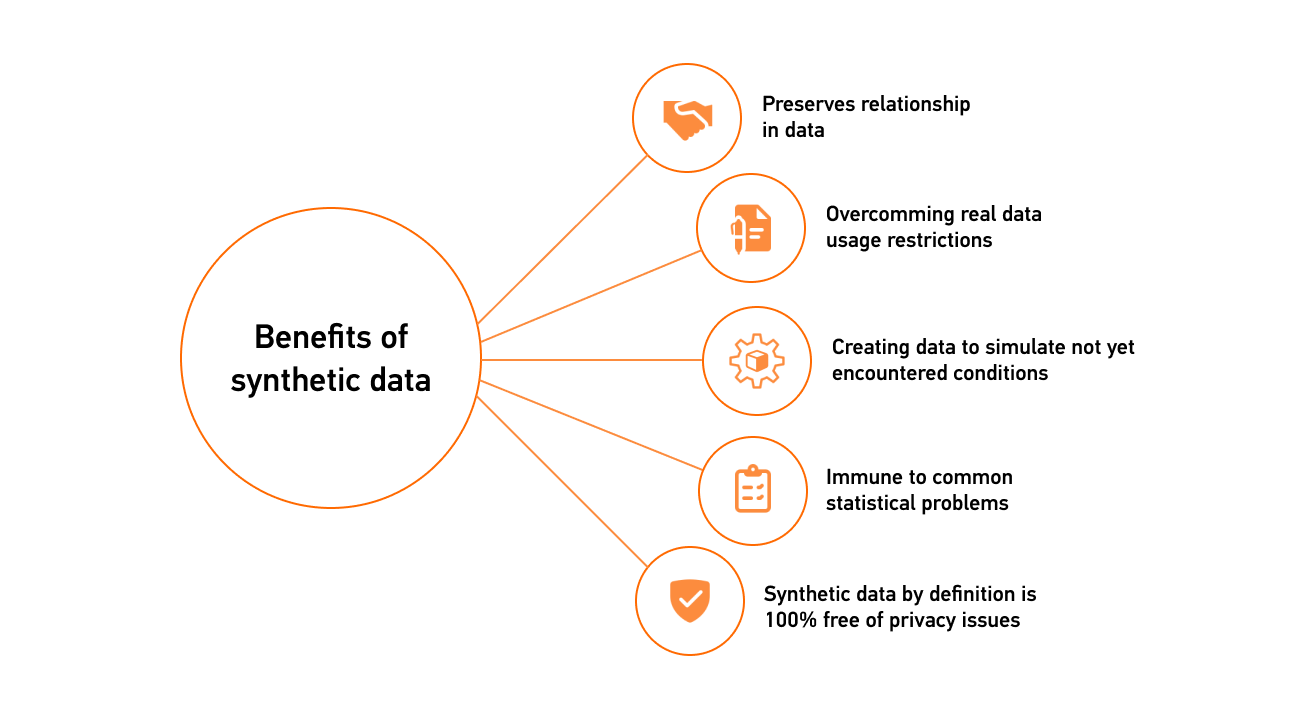 Benefits of
synthetic data
Preserves relationship
in data
Overcomming real data
usage restrictions
Creating data to simulate not yet
encountered conditions
Immune to common
statistical problems
Synthetic data by definition is
100% free of privacy issues